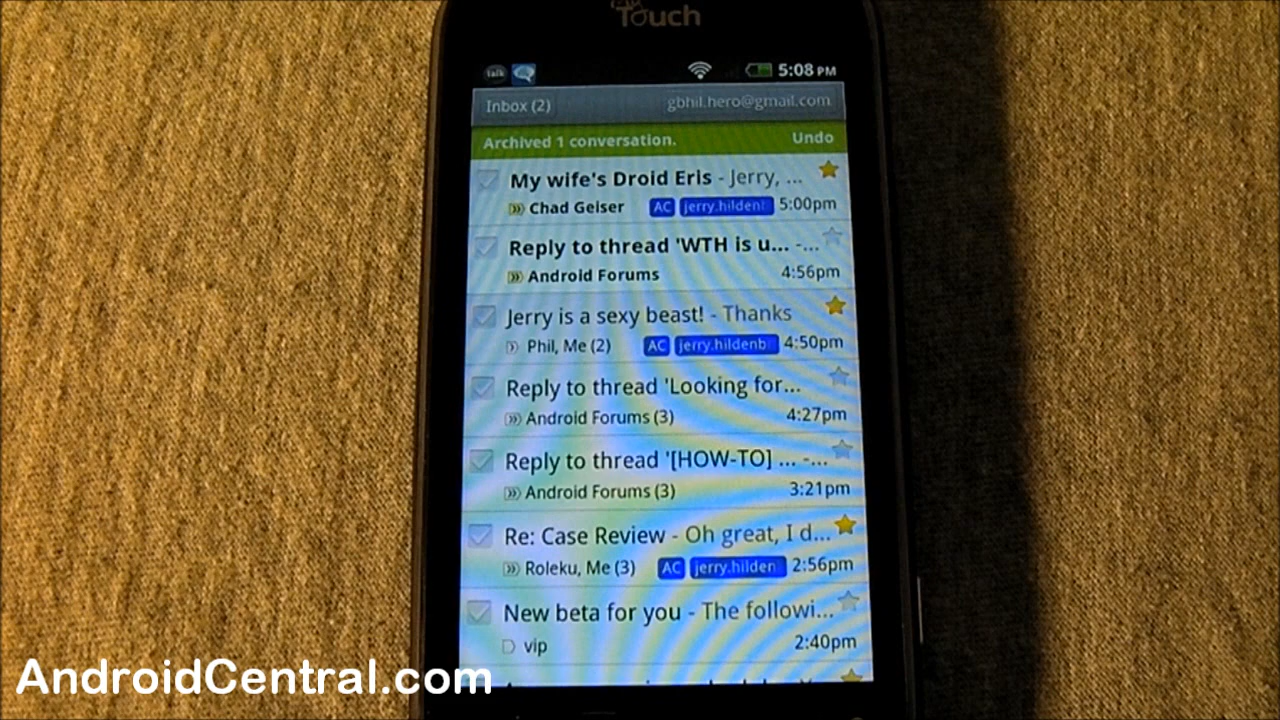 my Touch
talk
5:08 PM
Inbox (2) gbhil.hero@gmail.com
Archived 1 conversation. Undo
My wife's Droid Eris - Jerry, ...
Chad Geiser AC jerry.hilden 5:00pm
Reply to thread 'WTH is u... -...
Android Forums 4:56pm
Jerry is a sexy beast! - Thanks
Phil, Me (2) AC jerry.hildenb 4:50pm
Reply to thread 'Looking for...
Android Forums (3) 4:27pm
Reply to thread '[HOW-TO] ... -...
Android Forums (3) 3:21pm
Re: Case Review - Oh great, I d...
Roleku, Me (3) AC jerry.hilden 2:56pm
New beta for you - The followi...
vip 2:40pm
AndroidCentral.com